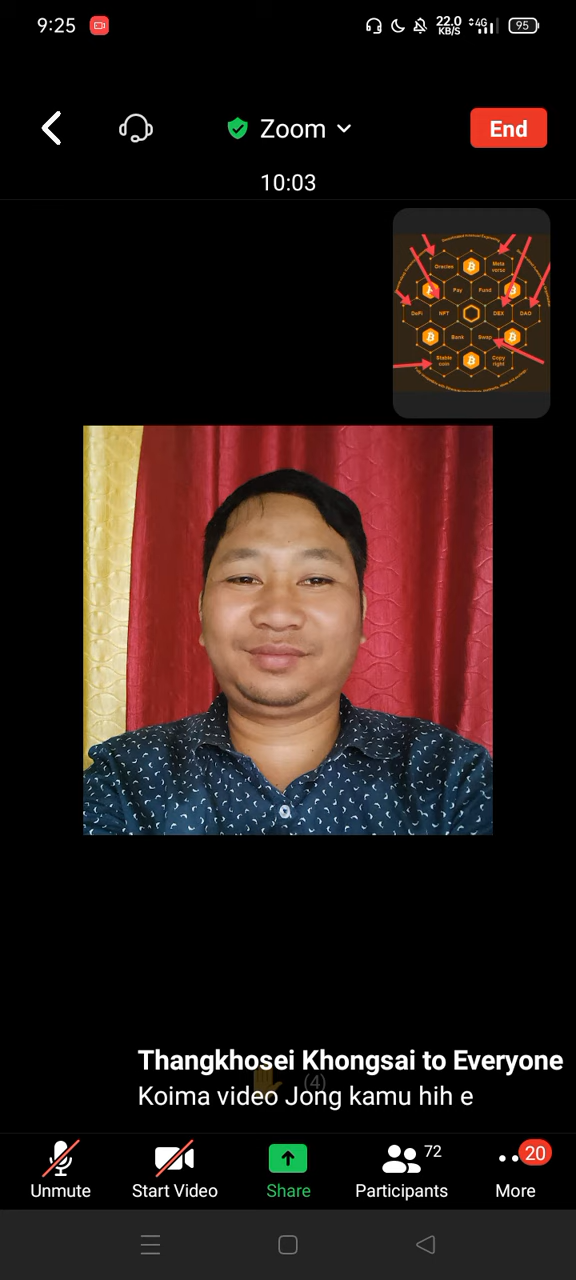 9:25
22.0
KB/S
4G
95
Zoom
End
10:03
Oracles
Meta
verse
Pay
Fund
DeFi
NFT
DEX
DAO
Bank
Swap
Stable
coin
Copy
right
Thangkhosei Khongsai to Everyone
(4)
Koima video Jong kamu hih e
72
20
Unmute
Start Video
Share
Participants
More